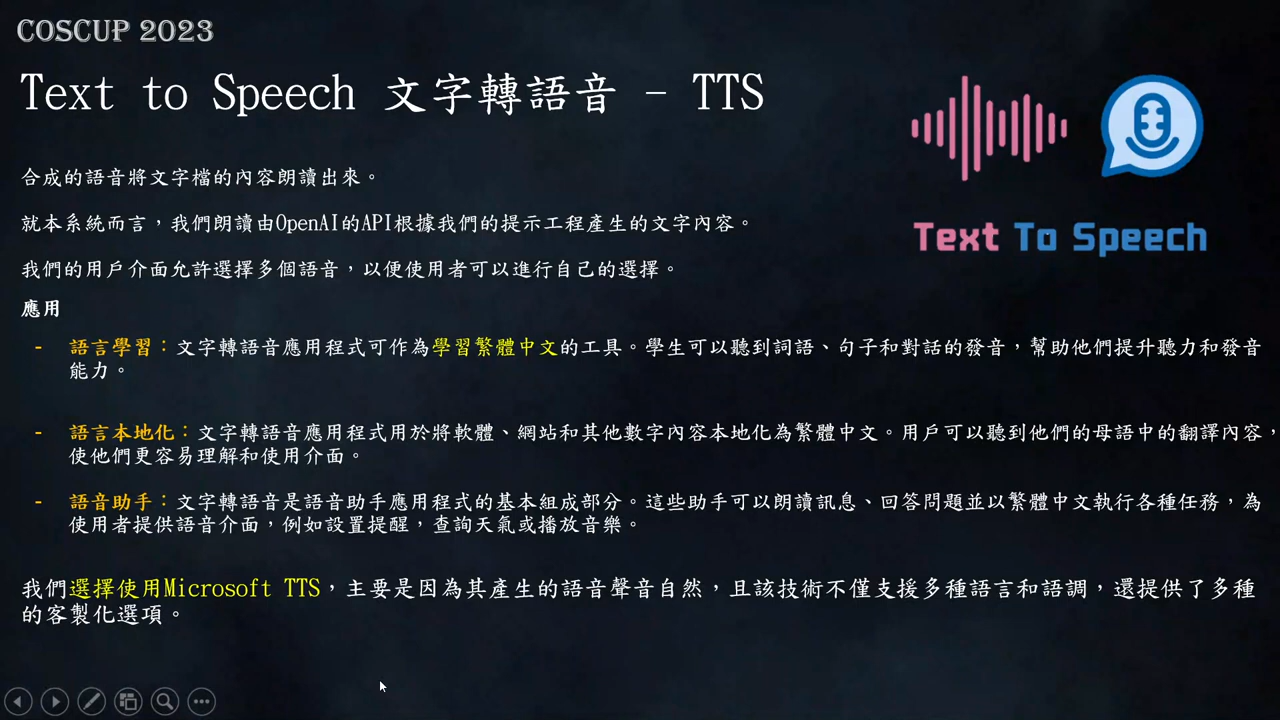 COSCUP 2023
Text to Speech 文字轉語音 - TTS
Text To Speech
合成的語音將文字檔的內容朗讀出來。
就本系統而言，我們朗讀由OpenAI的API根據我們的提示工程產生的文字內容。
我們的用戶介面允許選擇多個語音，以便使用者可以進行自己的選擇。
應用
- 語言學習：文字轉語音應用程式可作為學習繁體中文的工具。學生可以聽到詞語、句子和對話的發音，幫助他們提升聽力和發音
能力。
- 語言本地化：文字轉語音應用程式用於將軟體、網站和其他數字內容本地化為繁體中文。用戶可以聽到他們的母語中的翻譯內容，
使他們更容易理解和使用介面。
- 語音助手：文字轉語音是語音助手應用程式的基本組成部分。這些助手可以朗讀訊息、回答問題並以繁體中文執行各種任務，為
使用者提供語音介面，例如設置提醒，查詢天氣或播放音樂。
我們選擇使用Microsoft TTS，主要是因為其產生的語音聲音自然，且該技術不僅支援多種語言和語調，還提供了多種
的客製化選項。